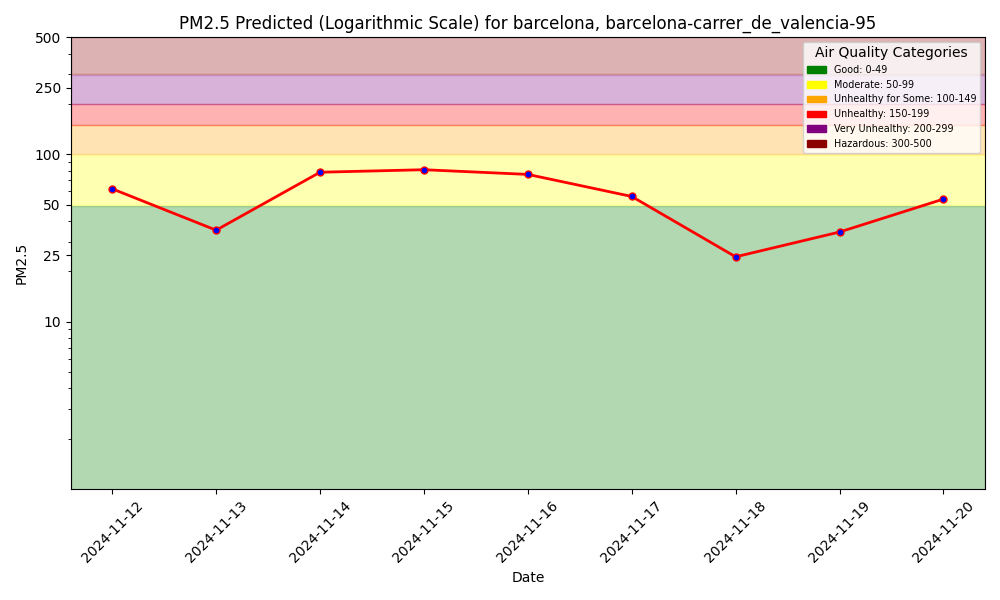 PM2.5 Predicted (Logarithmic Scale) for barcelona, barcelona-carrer_de_valencia-95
Air Quality Categories
Good: 0-49
Moderate: 50-99
Unhealthy for Some: 100-149
Unhealthy: 150-199
Very Unhealthy: 200-299
Hazardous: 300-500
500
250
100
50
25
10
PM2.5
2024-11-12
2024-11-13
2024-11-14
2024-11-15
2024-11-16
2024-11-17
2024-11-18
2024-11-19
2024-11-20
Date